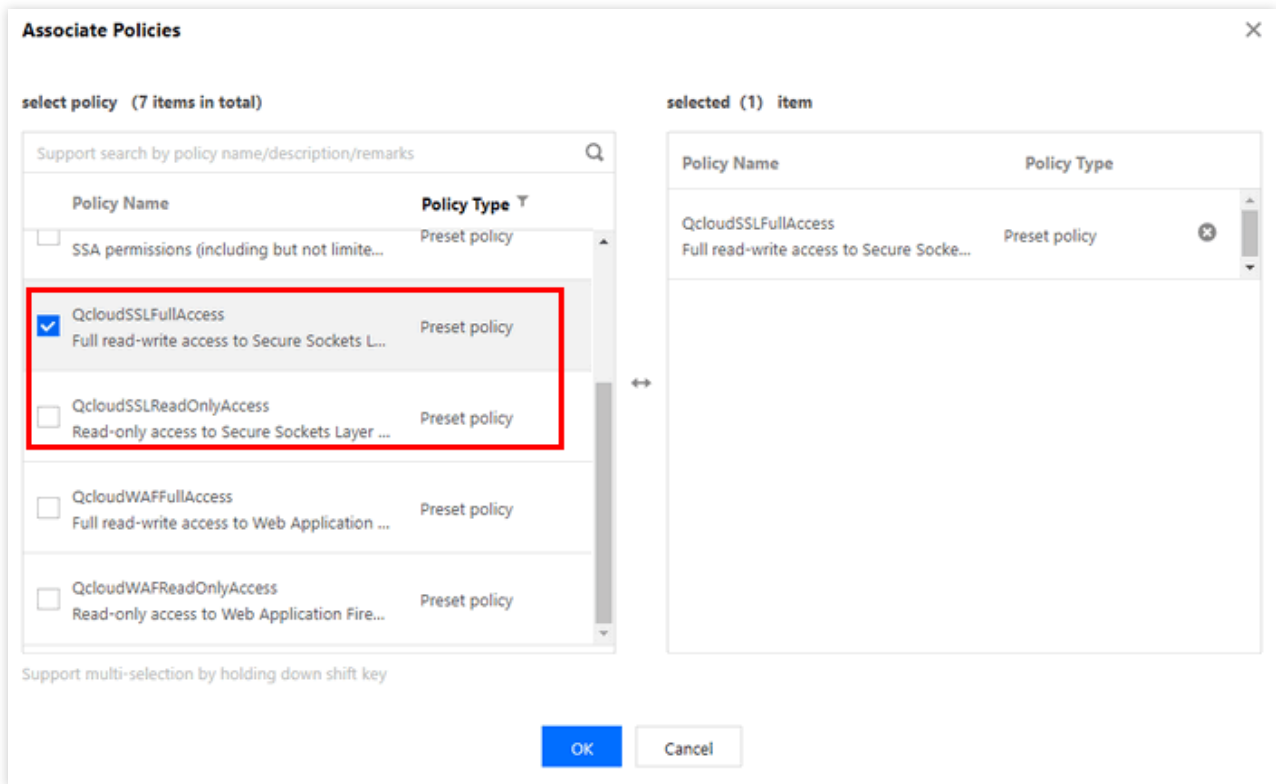 Associate Policies
select policy (7 items in total)
Support search by policy name/description/remarks
Policy Name Policy Type
SSA permissions (including but not limite... Preset policy
QcloudSSLFullAccess
Full read-write access to Secure Sockets L... Preset policy
QcloudSSLReadOnlyAccess
Read-only access to Secure Sockets Layer ... Preset policy
QcloudWAFFullAccess
Full read-write access to Web Application ... Preset policy
QcloudWAFReadOnlyAccess
Read-only access to Web Application Fire... Preset policy
Support multi-selection by holding down shift key
selected (1) item
Policy Name Policy Type
QcloudSSLFullAccess
Full read-write access to Secure Socke... Preset policy
OK Cancel